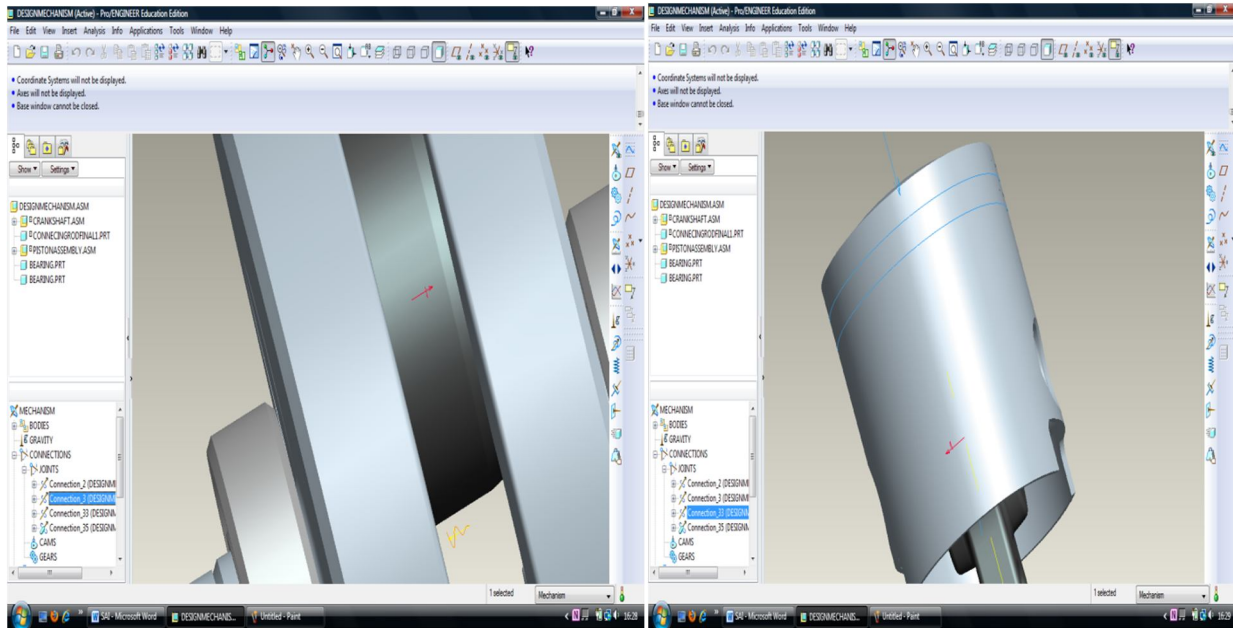 DESIGNMECHANISM (Active) - Pro/ENGINEER Education Edition
File Edit View Insert Analysis Info Applications Tools Window Help
• Coordinate Systems will not be displayed.
• Axes will not be displayed.
• Base window cannot be closed.
Show Settings
DESIGNMECHANISM.ASM
CRANKSHAFT.ASM
CONNECINGRODFINAL1.PRT
PISTONASSEMBLY.ASM
BEARING.PRT
BEARING.PRT
MECHANISM
BODIES
GRAVITY
CONNECTIONS
JOINTS
Connection_2 (DESIGNM
Connection_3 (DESIGNM
Connection_33 (DESIGNM
Connection_35 (DESIGNM
CAMS
GEARS
1 selected Mechanism
SAI - Microsoft Word DESIGNMECHANIS... Untitled - Paint 16:28
DESIGNMECHANISM (Active) - Pro/ENGINEER Education Edition
File Edit View Insert Analysis Info Applications Tools Window Help
• Coordinate Systems will not be displayed.
• Axes will not be displayed.
• Base window cannot be closed.
Show Settings
DESIGNMECHANISM.ASM
CRANKSHAFT.ASM
CONNECINGRODFINAL1.PRT
PISTONASSEMBLY.ASM
BEARING.PRT
BEARING.PRT
MECHANISM
BODIES
GRAVITY
CONNECTIONS
JOINTS
Connection_2 (DESIGNM
Connection_3 (DESIGNM
Connection_33 (DESIGNM
Connection_35 (DESIGNM
CAMS
GEARS
1 selected Mechanism
SAI - Microsoft Word DESIGNMECHANIS... Untitled - Paint 16:29